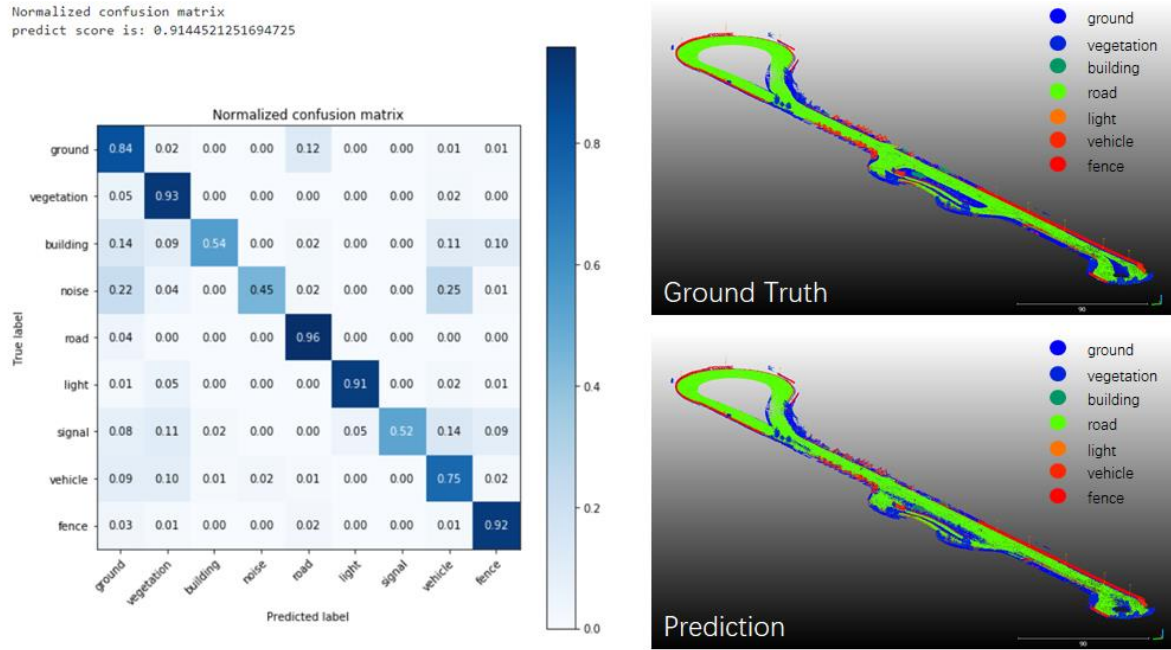 Normalized confusion matrix
predict score is: 0.9144521251694725
Normalized confusion matrix
ground 0.84 0.02 0.00 0.00 0.12 0.00 0.00 0.01 0.01
vegetation 0.05 0.93 0.00 0.00 0.00 0.00 0.00 0.02 0.00
building 0.14 0.09 0.54 0.00 0.02 0.00 0.00 0.11 0.10
noise 0.22 0.04 0.00 0.45 0.02 0.00 0.00 0.25 0.01
road 0.04 0.00 0.00 0.00 0.96 0.00 0.00 0.00 0.00
light 0.01 0.05 0.00 0.00 0.00 0.91 0.00 0.02 0.01
signal 0.08 0.11 0.02 0.00 0.00 0.05 0.52 0.14 0.09
vehicle 0.09 0.10 0.01 0.02 0.01 0.00 0.00 0.75 0.02
fence 0.03 0.01 0.00 0.00 0.02 0.00 0.00 0.01 0.92
True label
ground vegetation building noise road light signal vehicle fence
Predicted label
0.8
0.6
0.4
0.2
0.0
ground
vegetation
building
road
light
vehicle
fence
Ground Truth
90
ground
vegetation
building
road
light
vehicle
fence
Prediction
90